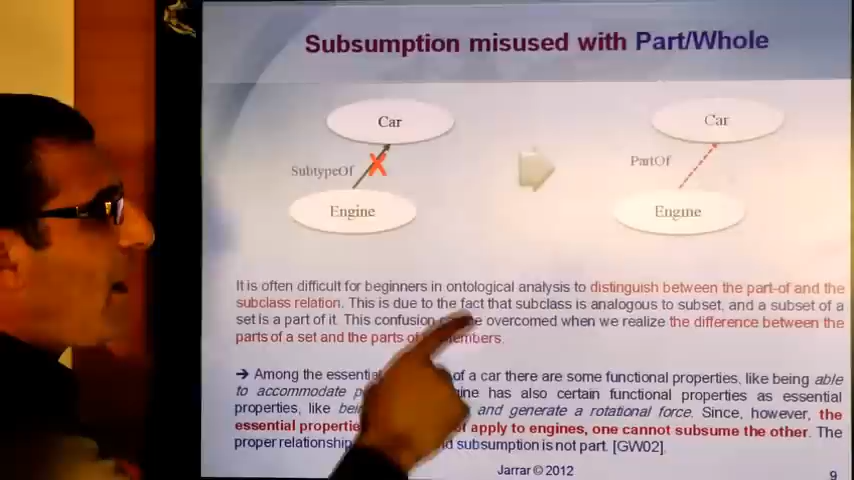 Subsumption misused with Part/Whole
Car
Car
SubtypeOf
X
PartOf
Engine
Engine
It is often difficult for beginners in ontological analysis to distinguish between the part-of and the
subclass relation. This is due to the fact that subclass is analogous to subset, and a subset of a
set is a part of it. This confusion be overcomed when we realize the difference between the
parts of a set and the parts of members.
→ Among the essential of a car there are some functional properties, like being able
to accommodate has also certain functional properties as essential
properties, like and generate a rotational force. Since, however, the
essential apply to engines, one cannot subsume the other. The
proper relationship subsumption is not part. [GW02].
Jarrar © 2012
9